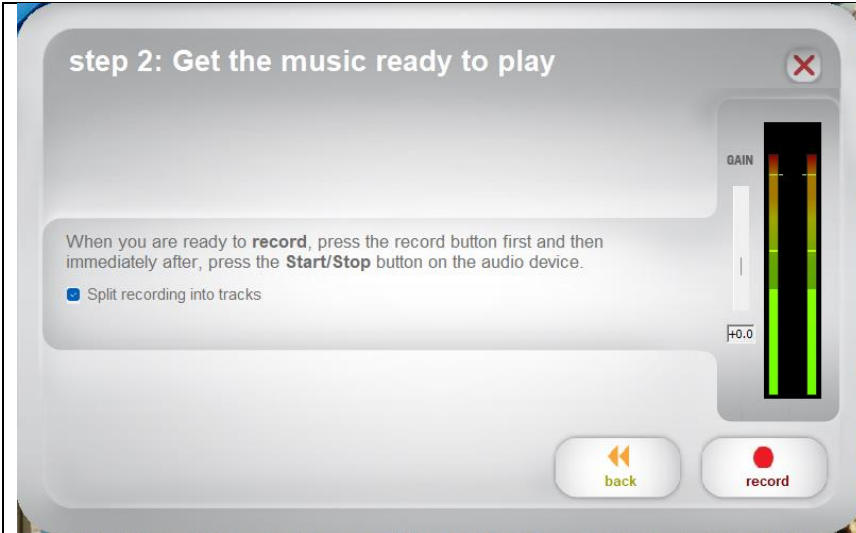 step 2: Get the music ready to play
GAIN
When you are ready to record, press the record button first and then
immediately after, press the Start/Stop button on the audio device.
Split recording into tracks
+0.0
back
record